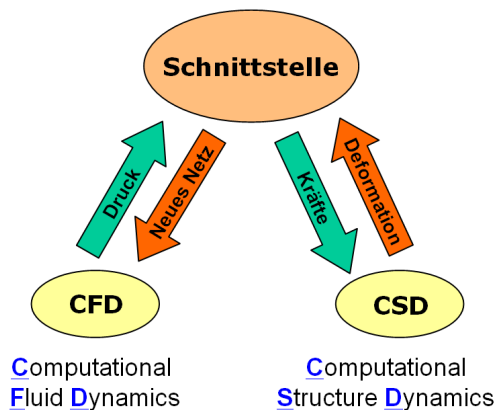 Schnittstelle
Druck
Neues Netz
Kräfte
Deformation
CFD
CSD
Computational
Fluid Dynamics
Computational
Structure Dynamics